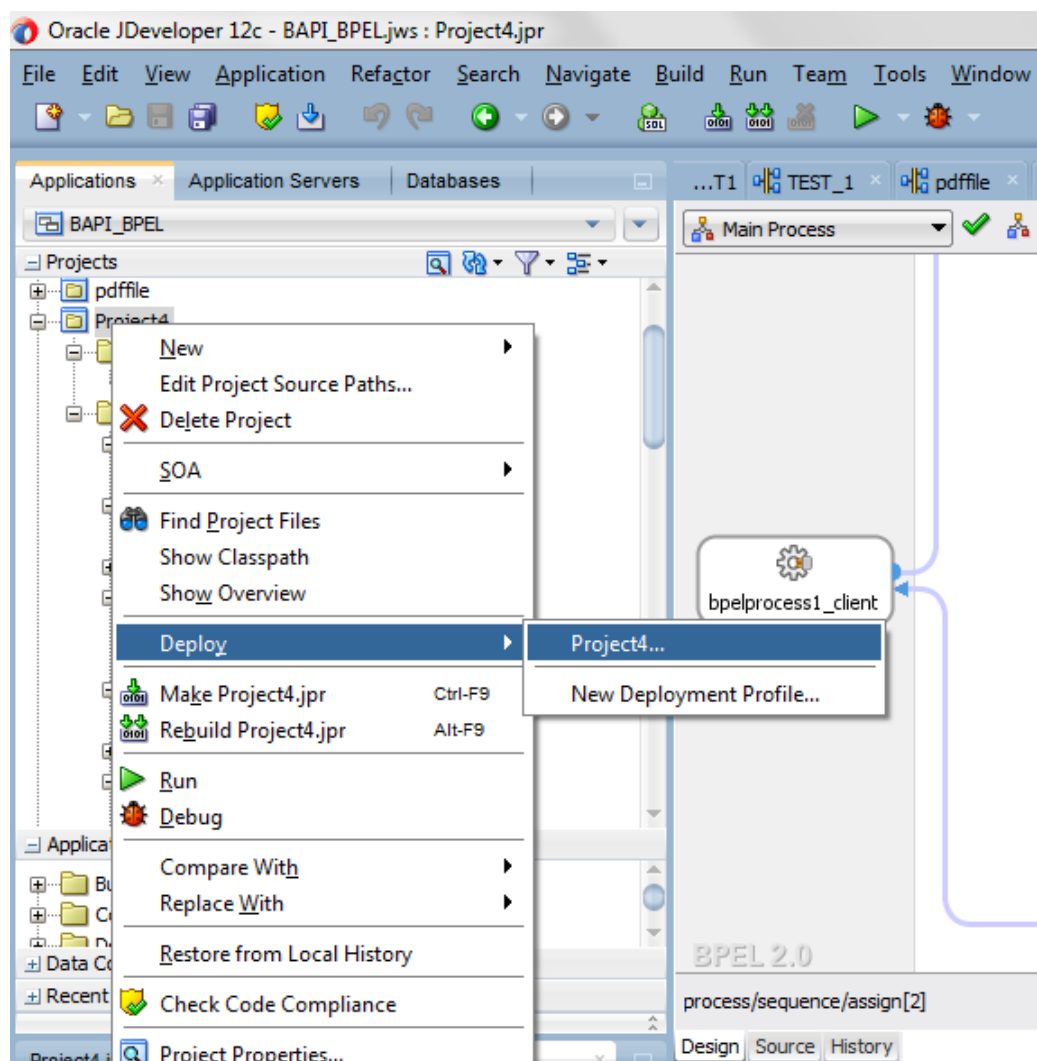 Oracle JDeveloper 12c - BAPI_BPEL.jws : Project4.jpr
File Edit View Application Refactor Search Navigate Build Run Team Tools Window
Applications Application Servers Databases
...T1 TEST_1 pdffile
BAPI_BPEL
Main Process
Projects
pdffile
Project4
New
Edit Project Source Paths...
Delete Project
SOA
Find Project Files
Show Classpath
Show Overview
bpelprocess1_client
Deploy
Project4...
Make Project4.jpr Ctrl-F9
New Deployment Profile...
Rebuild Project4.jpr Alt-F9
Run
Debug
Compare With
Replace With
Restore from Local History
BPEL 2.0
Data
Recent
Check Code Compliance
process/sequence/assign[2]
Project Properties...
Design Source History